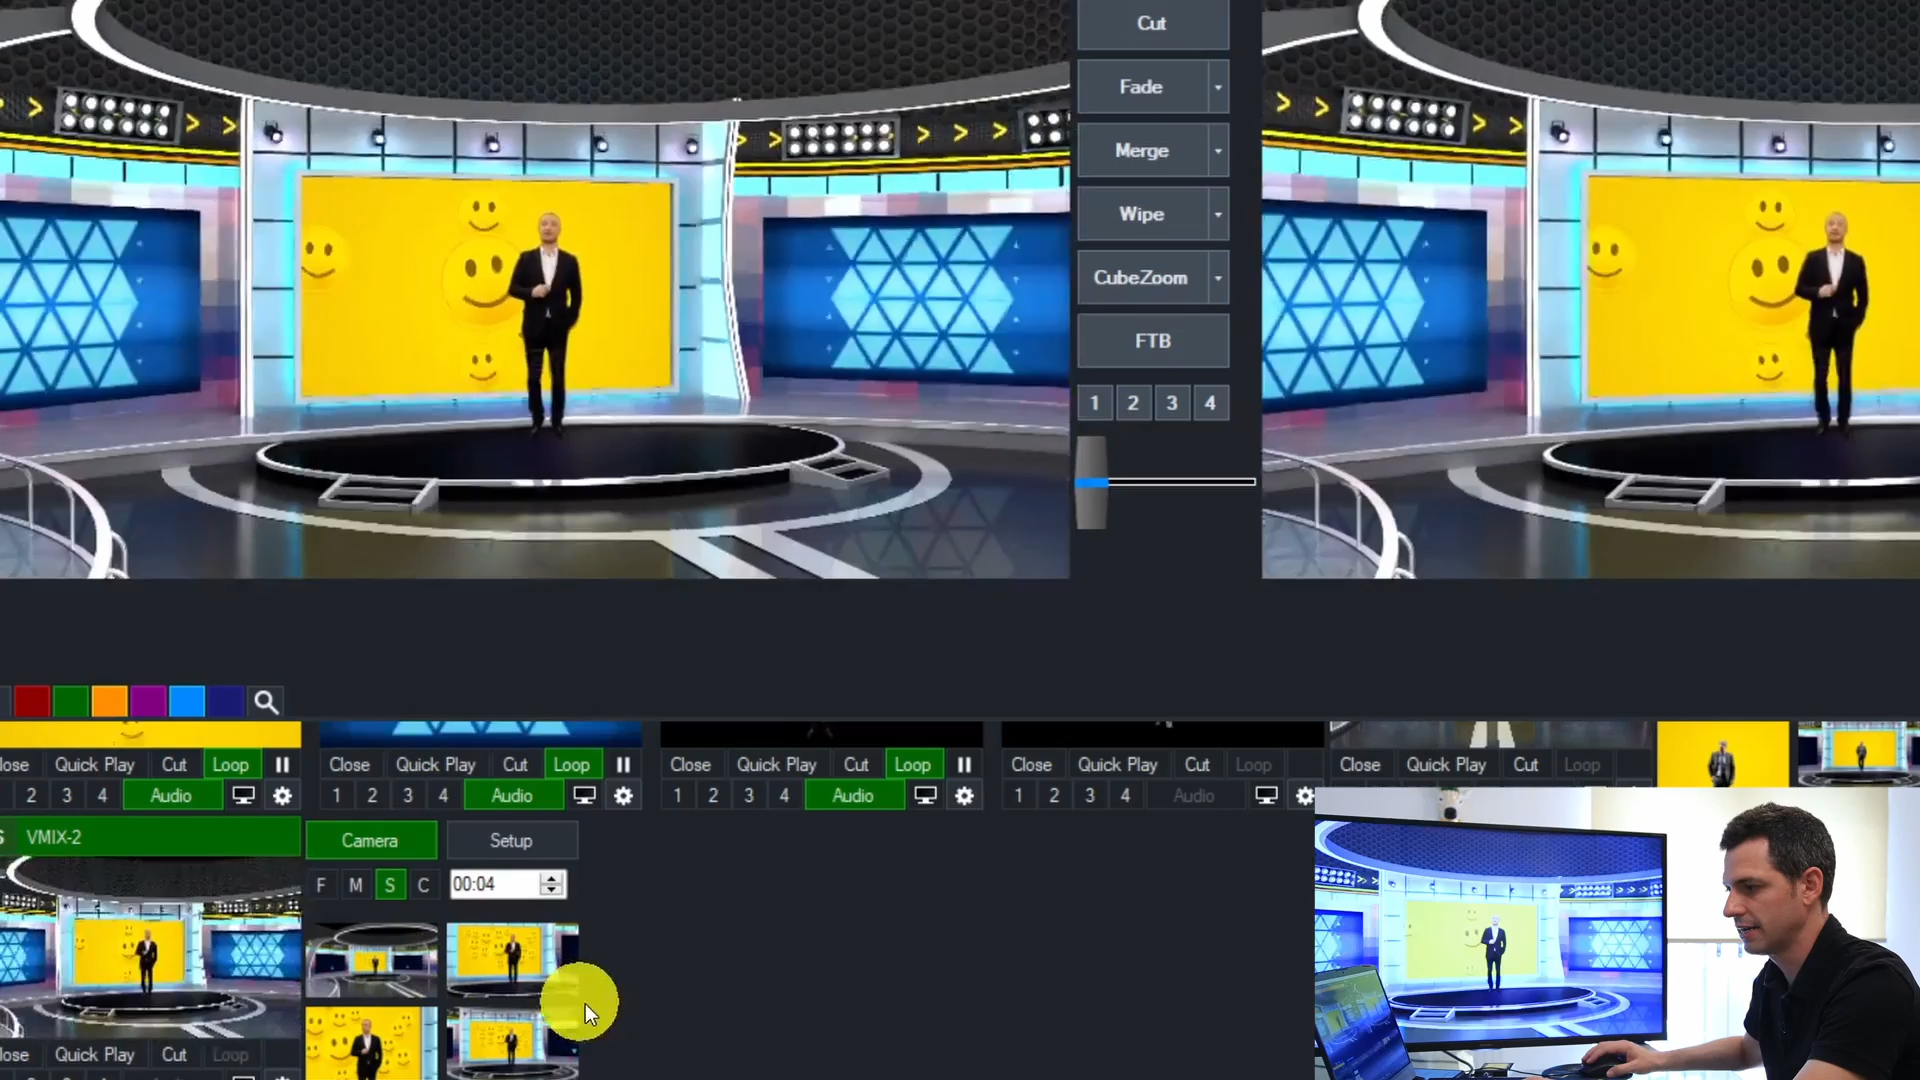 Cut
Fade
Merge
Wipe
CubeZoom
FTB
1 2 3 4
lose Quick Play Cut Loop
Close Quick Play Cut Loop
Close Quick Play Cut Loop
Close Quick Play Cut Loop
Close Quick Play Cut Loop
2 3 4 Audio
1 2 3 4 Audio
1 2 3 4 Audio
1 2 3 4 Audio
S VMIX-2
Camera Setup
F M S C 00:04
lose Quick Play Cut Loop